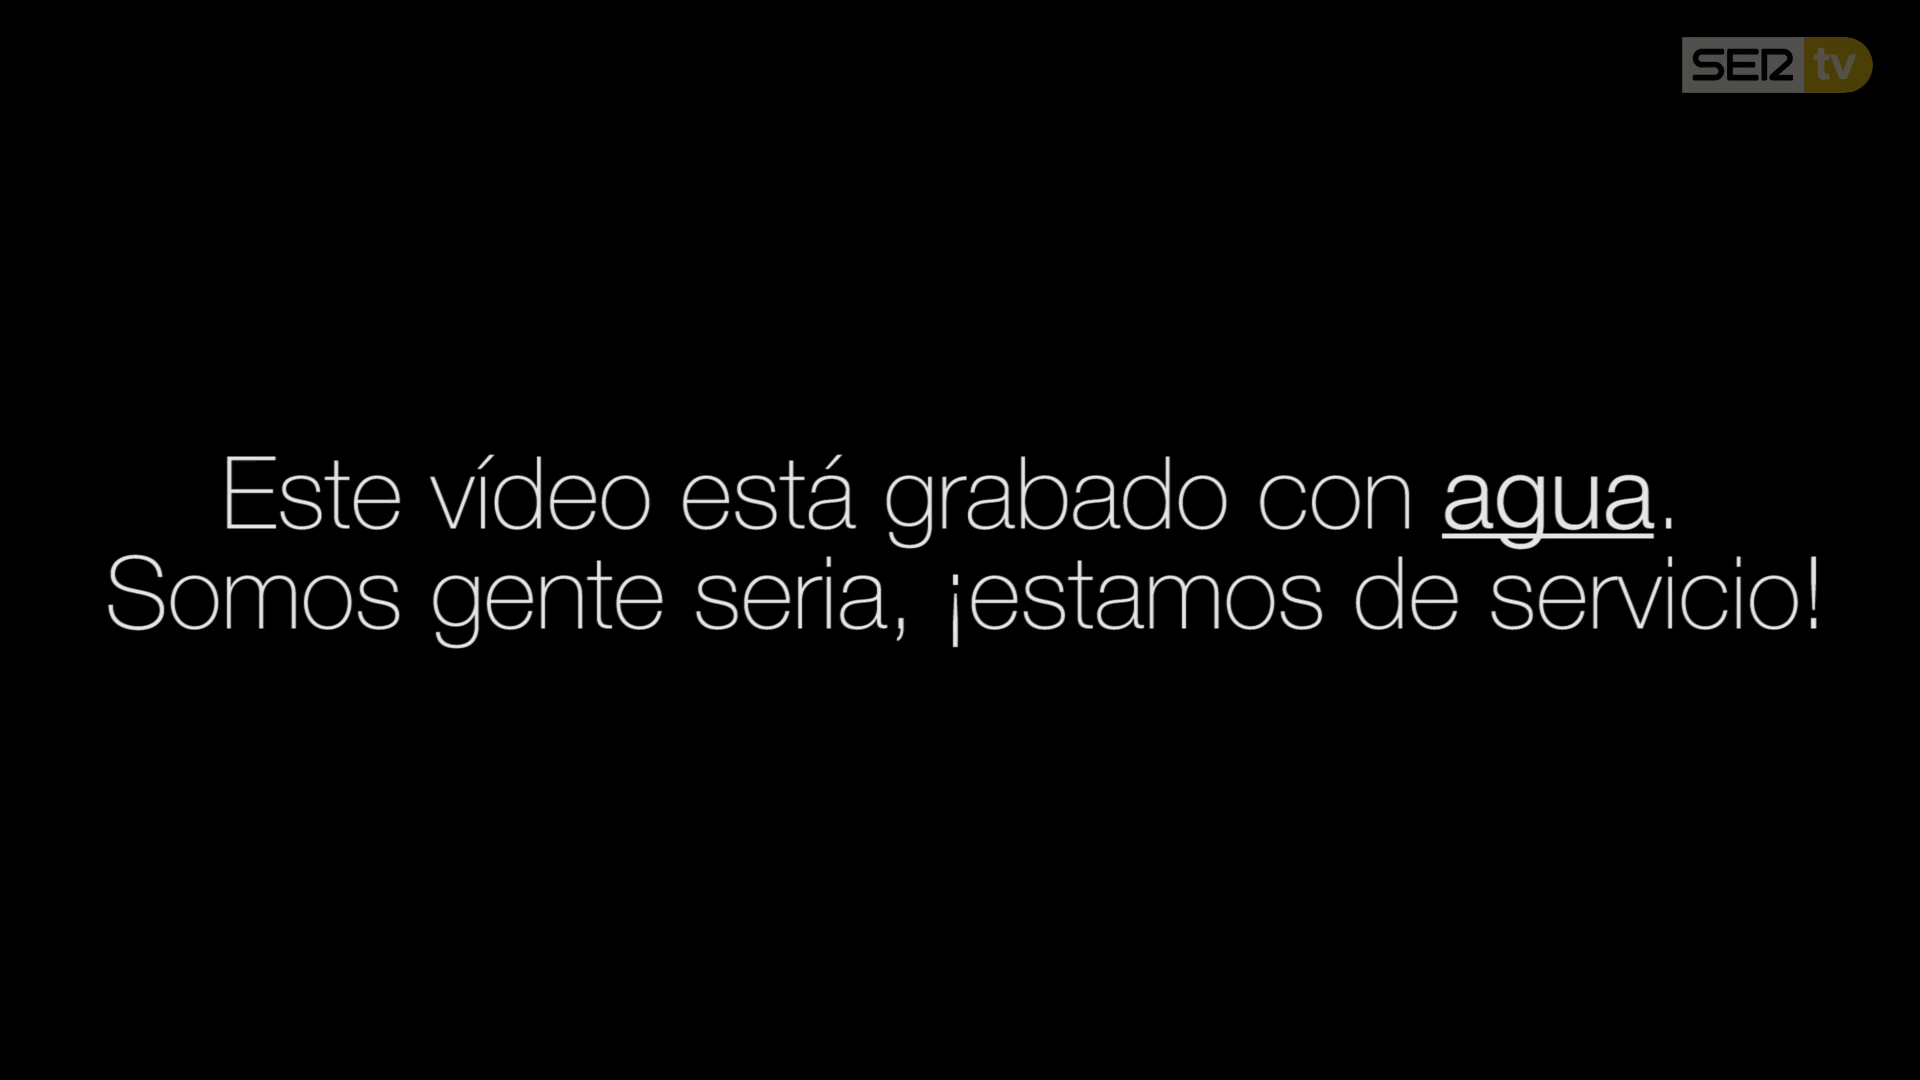 SER tv
Este vídeo está grabado con agua.
Somos gente seria, ¡estamos de servicio!